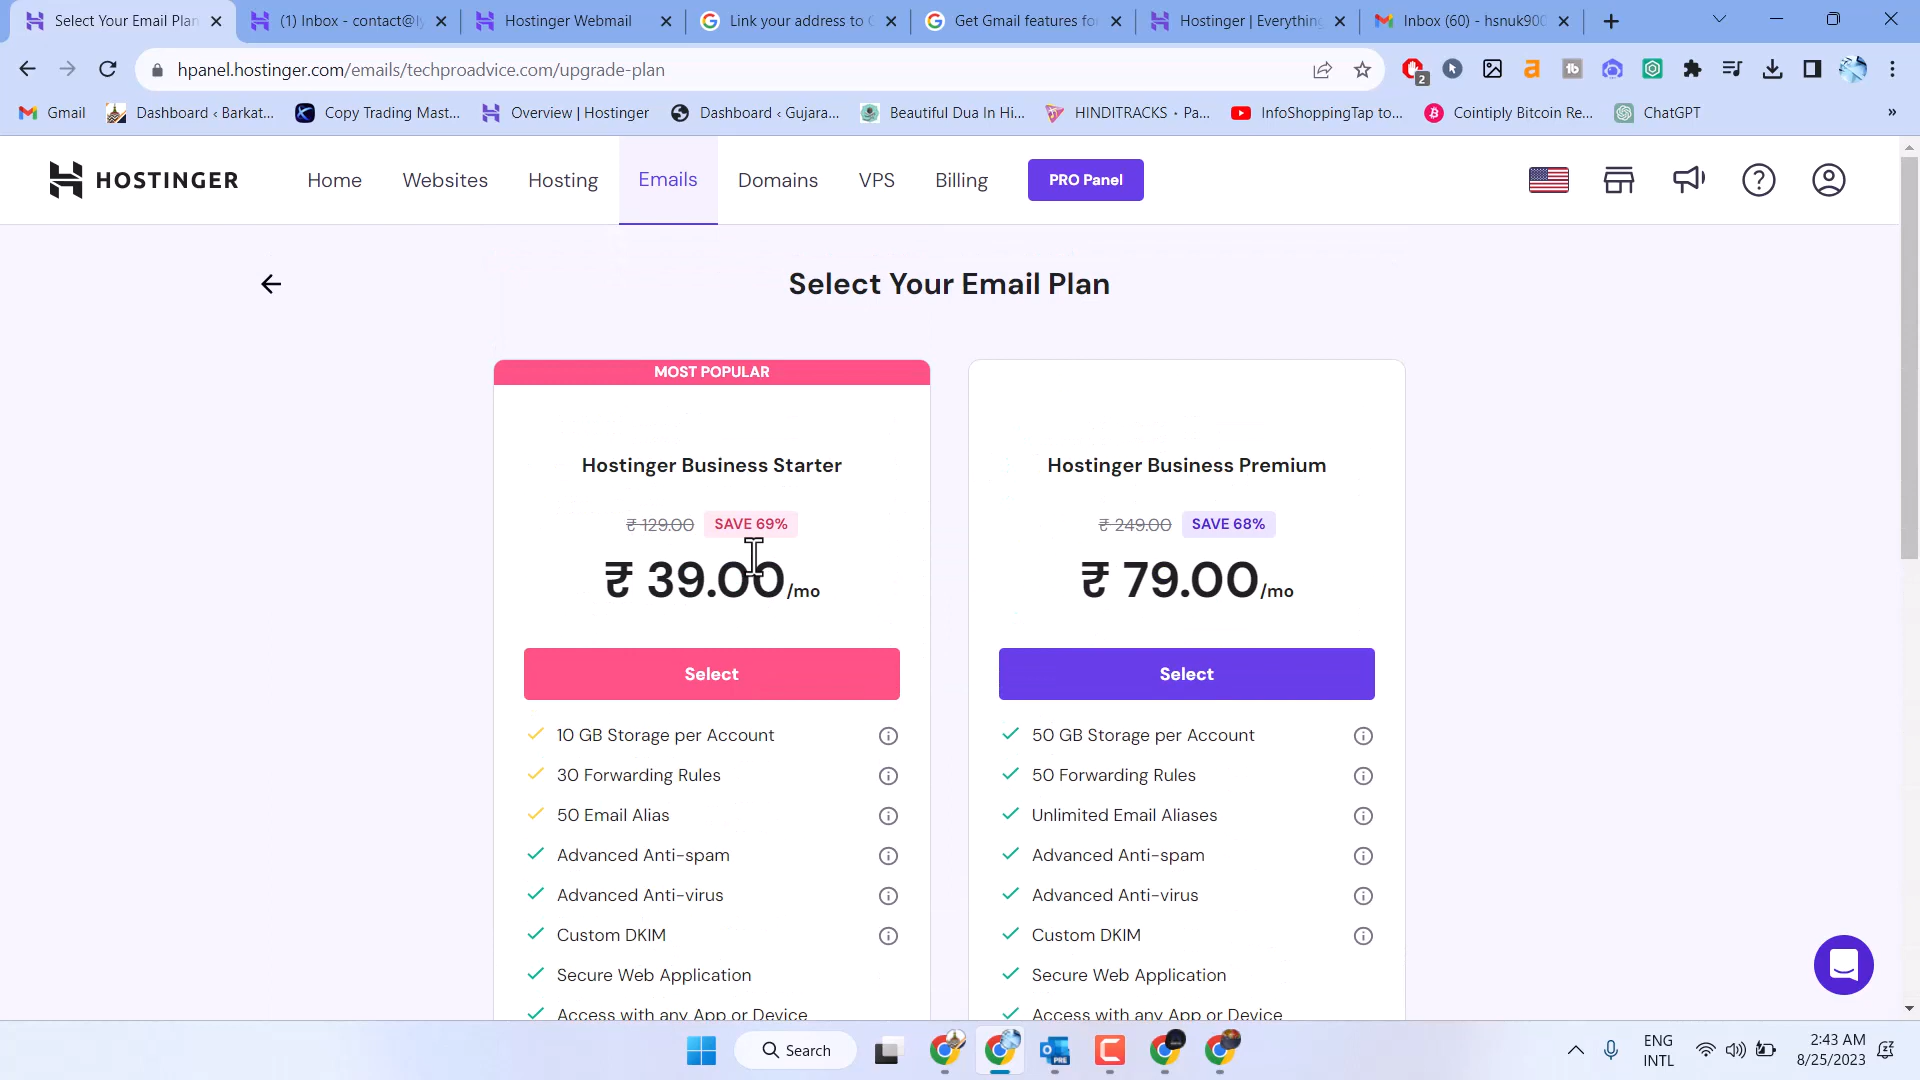 Select Your Email Plan
(1) Inbox - contact@ly
Hostinger Webmail
Link your address to G
Get Gmail features fo
Hostinger | Everything
Inbox (60) - hsnuk900
hpanel.hostinger.com/emails/techproadvice.com/upgrade-plan
2
Gmail
Dashboard ‹ Barkat...
Copy Trading Mast...
Overview | Hostinger
Dashboard ‹ Gujara...
Beautiful Dua In Hi...
HINDITRACKS • Pa...
InfoShoppingTap to...
Cointiply Bitcoin Re...
ChatGPT
»
HOSTINGER
Home
Websites
Hosting
Emails
Domains
VPS
Billing
PRO Panel
Select Your Email Plan
MOST POPULAR
Hostinger Business Starter
₹ 129.00 SAVE 69%
₹ 39.00/mo
Select
10 GB Storage per Account
30 Forwarding Rules
50 Email Alias
Advanced Anti-spam
Advanced Anti-virus
Custom DKIM
Secure Web Application
Access with any App or Device
Hostinger Business Premium
₹ 249.00 SAVE 68%
₹ 79.00/mo
Select
50 GB Storage per Account
50 Forwarding Rules
Unlimited Email Aliases
Advanced Anti-spam
Advanced Anti-virus
Custom DKIM
Secure Web Application
Access with any App or Device
Search
ENG
INTL
2:43 AM
8/25/2023